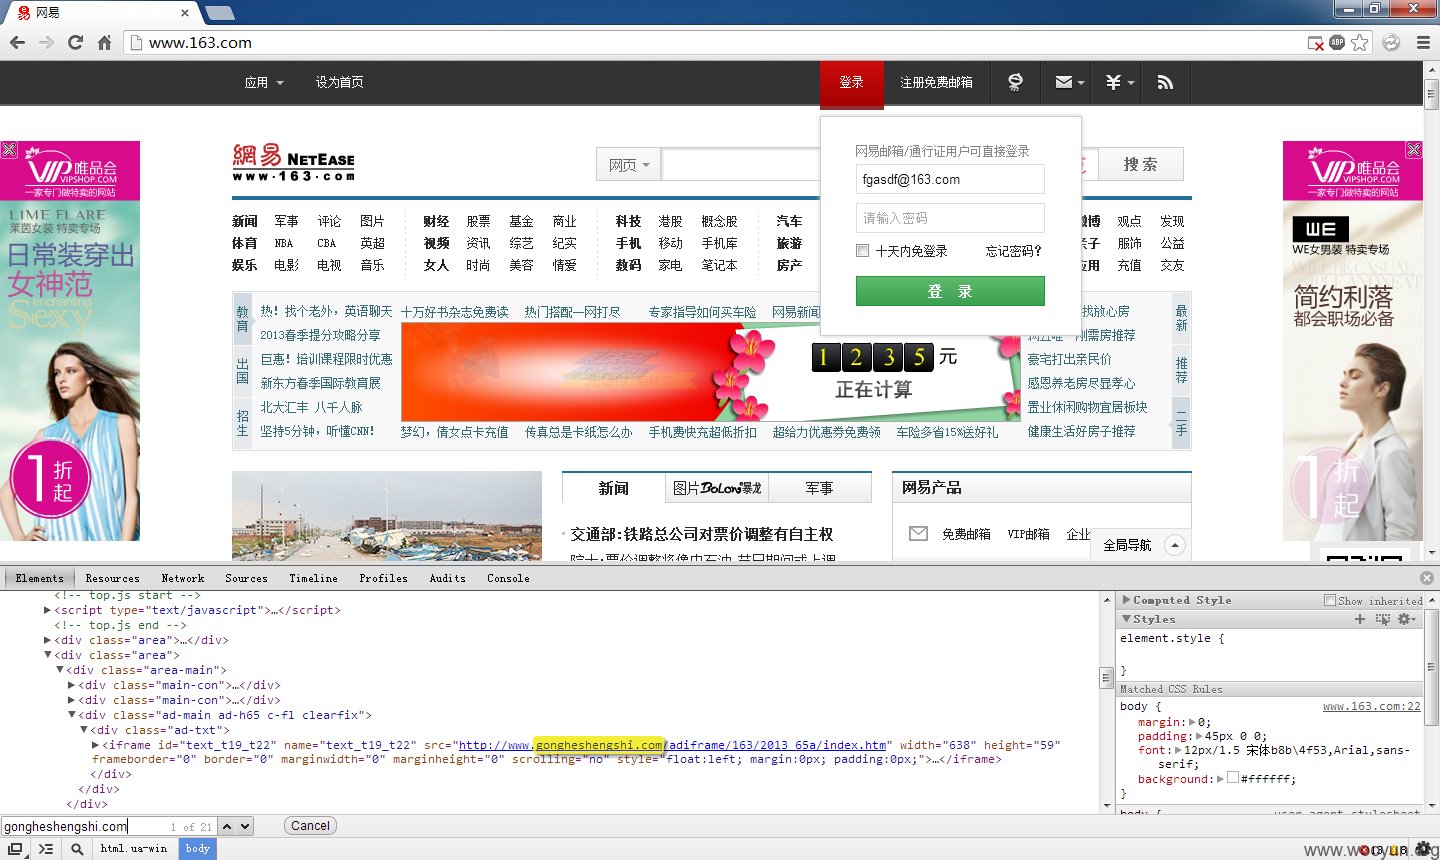 网易
www.163.com
应用 设为首页 登录 注册免费邮箱
網易 NETEASE
www.163.com
网页 搜索
网易邮箱/通行证用户可直接登录
fgasdf@163.com
请输入密码
十天内免登录 忘记密码?
登 录
唯品会
VIPSHOP.COM
一家专门做特卖的网站
LIME FLARE
莱茵女装 特卖专场
日常装穿出
女神范
enchanting
Sexy
1折起
唯品会
VIPSHOP.COM
一家专门做特卖的网站
WE
WE女男装 特卖专场
简约利落
都会职场必备
1折起
新闻 军事 评论 图片 财经 股票 基金 商业 科技 港股 概念股 汽车 观点 发现
体育 NBA CBA 英超 视频 资讯 综艺 纪实 手机 移动 手机库 旅游 服饰 公益
娱乐 电影 电视 音乐 女人 时尚 美容 情爱 数码 家电 笔记本 房产 充值 交友
教育 热! 找个老外, 英语聊天 十万好书杂志免费读 热门搭配一网打尽 专家指导如何买车险 网易新闻 找放心房 最新
2013春季提分攻略分享 刚需房推荐
出国 巨惠! 培训课程限时优惠 1235元 豪宅打出亲民价 推荐
新东方春季国际教育展 正在计算 感恩养老房尽显孝心
招生 北大汇丰 八千人脉 置业休闲购物宜居板块 二手
坚持5分钟, 听懂CNN! 梦幻, 倩女点卡充值 传真总是卡纸怎么办 手机费快充超低折扣 超给力优惠券免费领 车险多省15%送好礼 健康生活好房子推荐
新闻 图片 Boloni暴龙 军事 网易产品
交通部:铁路总公司对票价调整有自主权
免费邮箱 VIP邮箱 企业
全局导航
Elements Resources Network Sources Timeline Profiles Audits Console
<!-- top.js start -->
<script type="text/javascript">…</script>
<!-- top.js end -->
<div class="area">…</div>
<div class="area">
<div class="area-main">
<div class="main-con">…</div>
<div class="main-con">…</div>
<div class="ad-main ad-h65 c-fl clearfix">
<div class="ad-txt">
<iframe id="text_t19_t22" name="text_t19_t22" src="http://www.gongheshengshi.com/adiframe/163/2013_65a/index.htm" width="638" height="59"
frameborder="0" border="0" marginwidth="0" marginheight="0" scrolling="no" style="float:left; margin:0px; padding:0px;">…</iframe>
</div>
</div>
</div>
Computed Style Show inherited
Styles
element.style {
}
Matched CSS Rules
body { www.163.com:22
margin: 0;
padding: 45px 0 0;
font: 12px/1.5 宋体b8b\4f53,Arial,sans-
serif;
background: #ffffff;
}
body { user agent stylesheet
gongheshengshi.com 1 of 21 Cancel
html.ua-win body
www.wooyun.org